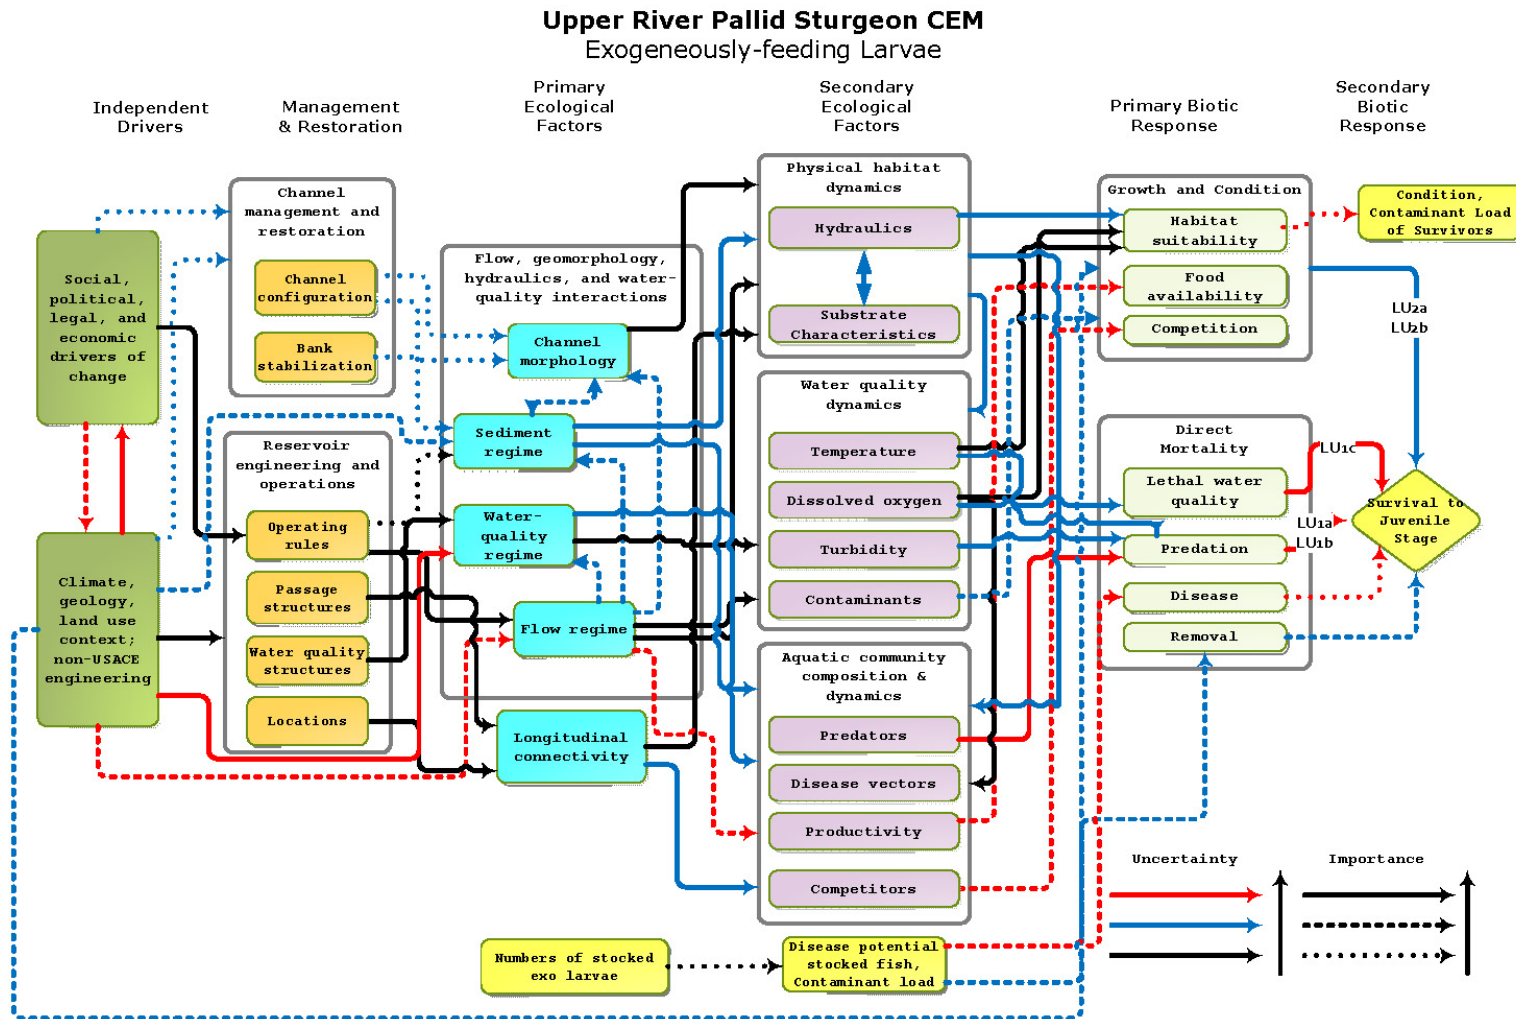 Upper River Pallid Sturgeon CEM
Exogeneously-feeding Larvae
Independent
Drivers
Management
& Restoration
Primary
Ecological
Factors
Secondary
Ecological
Factors
Primary Biotic
Response
Secondary
Biotic
Response
Social,
political,
legal, and
economic
drivers of
change
Climate,
geology,
land use
context;
non-USACE
engineering
Channel
management and
restoration
Channel
configuration
Bank
stabilization
Reservoir
engineering and
operations
Operating
rules
Passage
structures
Water quality
structures
Locations
Flow, geomorphology,
hydraulics, and water-
quality interactions
Channel
morphology
Sediment
regime
Water-
quality
regime
Flow regime
Longitudinal
connectivity
Physical habitat
dynamics
Hydraulics
Substrate
Characteristics
Water quality
dynamics
Temperature
Dissolved oxygen
Turbidity
Contaminants
Aquatic community
composition &
dynamics
Predators
Disease vectors
Productivity
Competitors
Growth and Condition
Habitat
suitability
Food
availability
Competition
Direct
Mortality
Lethal water
quality
Predation
Disease
Removal
Condition,
Contaminant Load
of Survivors
LU2a
LU2b
LU1c
LU1a
LU1b
Survival to
Juvenile
Stage
Numbers of stocked
exo larvae
Disease potential
stocked fish,
Contaminant load
Uncertainty
Importance